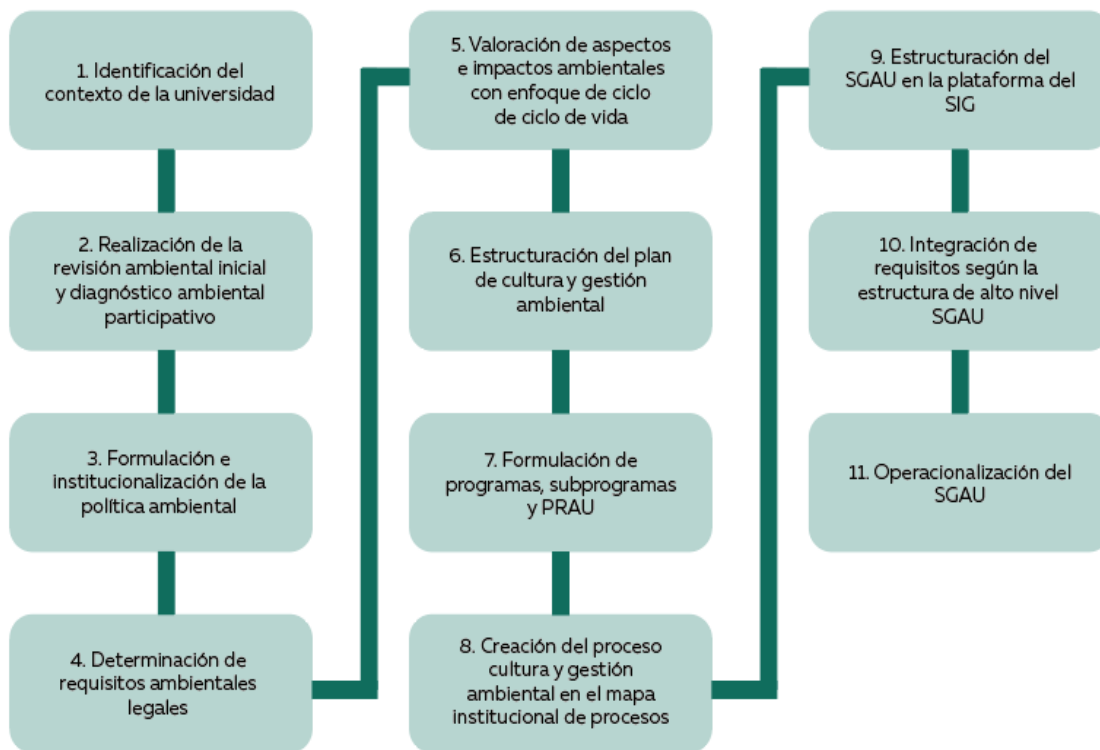 1. Identificación del
contexto de la universidad
2. Realización de la
revisión ambiental inicial
y diagnóstico ambiental
participativo
3. Formulación e
institucionalización de la
política ambiental
4. Determinación de
requisitos ambientales
legales
5. Valoración de aspectos
e impactos ambientales
con enfoque de ciclo
de ciclo de vida
6. Estructuración del plan
de cultura y gestión
ambiental
7. Formulación de
programas, subprogramas
y PRAU
8. Creación del proceso
cultura y gestión
ambiental en el mapa
institucional de procesos
9. Estructuración del
SGAU en la plataforma del
SIG
10. Integración de
requisitos según la
estructura de alto nivel
SGAU
11. Operacionalización del
SGAU